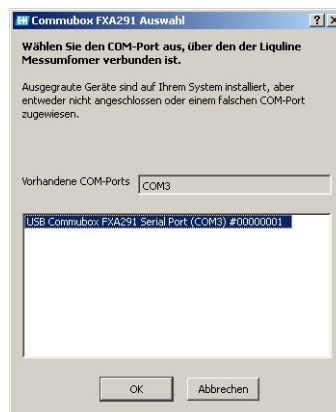 EH Commubox FXA291 Auswahl
Wählen Sie den COM-Port aus, über den der Liquline
Messumfomer verbunden ist.
Ausgegraute Geräte sind auf Ihrem System installiert, aber
entweder nicht angeschlossen oder einem falschen COM-Port
zugewiesen.
Vorhandene COM-Ports COM3
USB Commubox FXA291 Serial Port (COM3) #00000001
OK Abbrechen